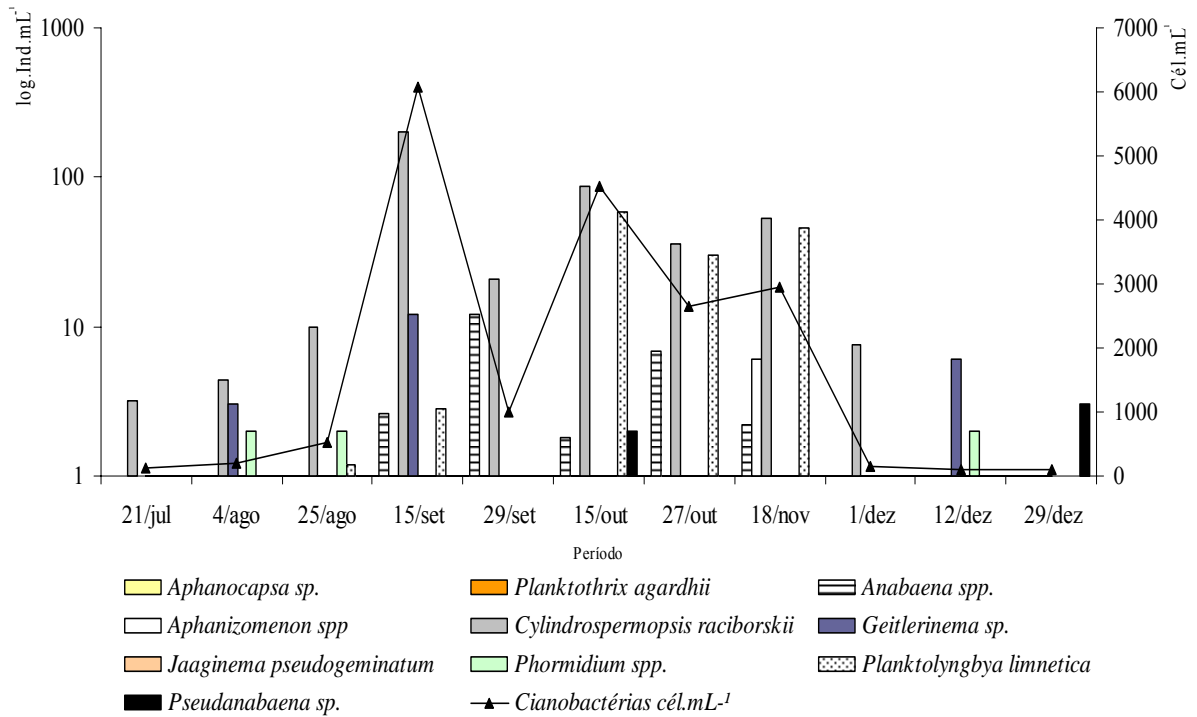 log.Ind.mL-1
Cél.mL-1
1000
100
10
1
7000
6000
5000
4000
3000
2000
1000
0
21/jul 4/ago 25/ago 15/set 29/set 15/out 27/out 18/nov 1/dez 12/dez 29/dez
Período
Aphanocapsa sp. Planktothrix agardhii Anabaena spp.
Aphanizomenon spp Cylindrospermopsis raciborskii Geitlerinema sp.
Jaaginema pseudogeminatum Phormidium spp. Planktolyngbya limnetica
Pseudanabaena sp. Cianobactérias cél.mL-¹